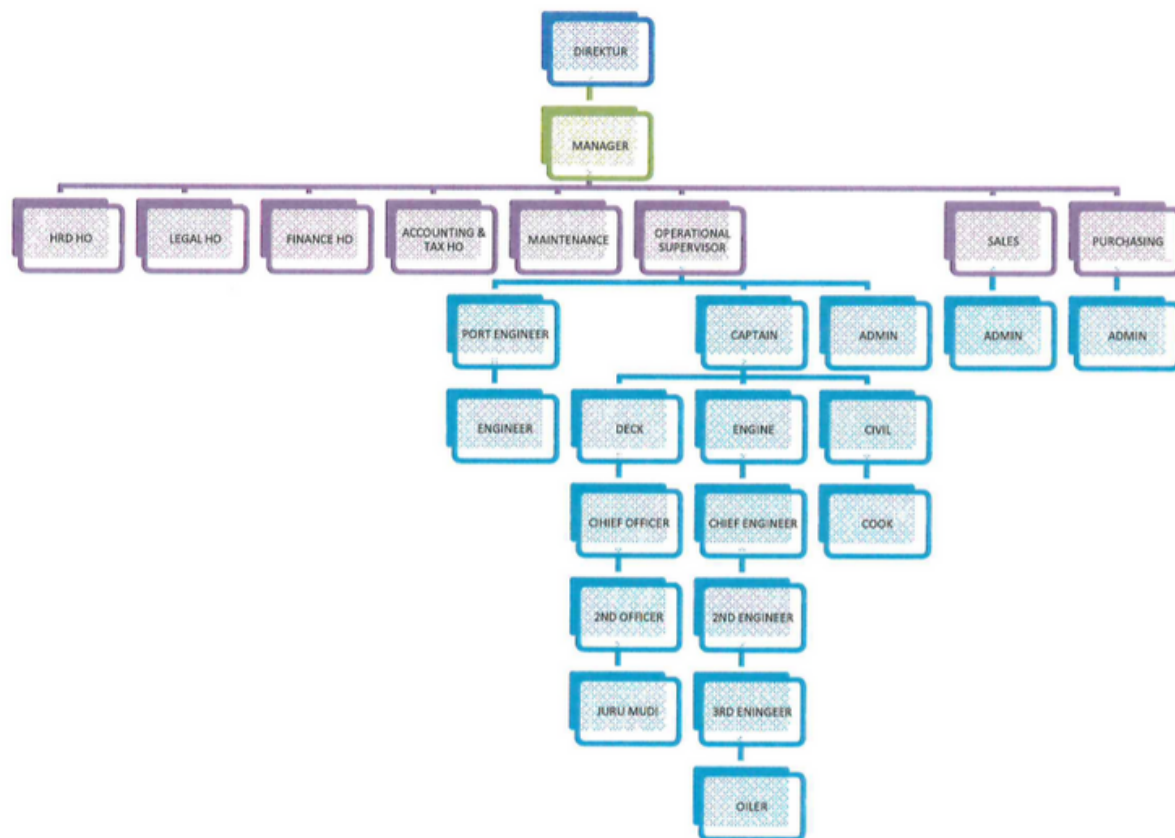 DIREKTUR
MANAGER
HRD HO
LEGAL HO
FINANCE HO
ACCOUNTING &
TAX HO
MAINTENANCE
OPERATIONAL
SUPERVISOR
SALES
PURCHASING
PORT ENGINEER
CAPTAIN
ADMIN
ADMIN
ADMIN
ENGINEER
DECK
ENGINE
CIVIL
CIHIEF OFFICER
CHIEF ENGINEER
COOK
2ND OFFICER
2ND ENGINEER
JURU MUDI
3RD ENINGEER
OILER